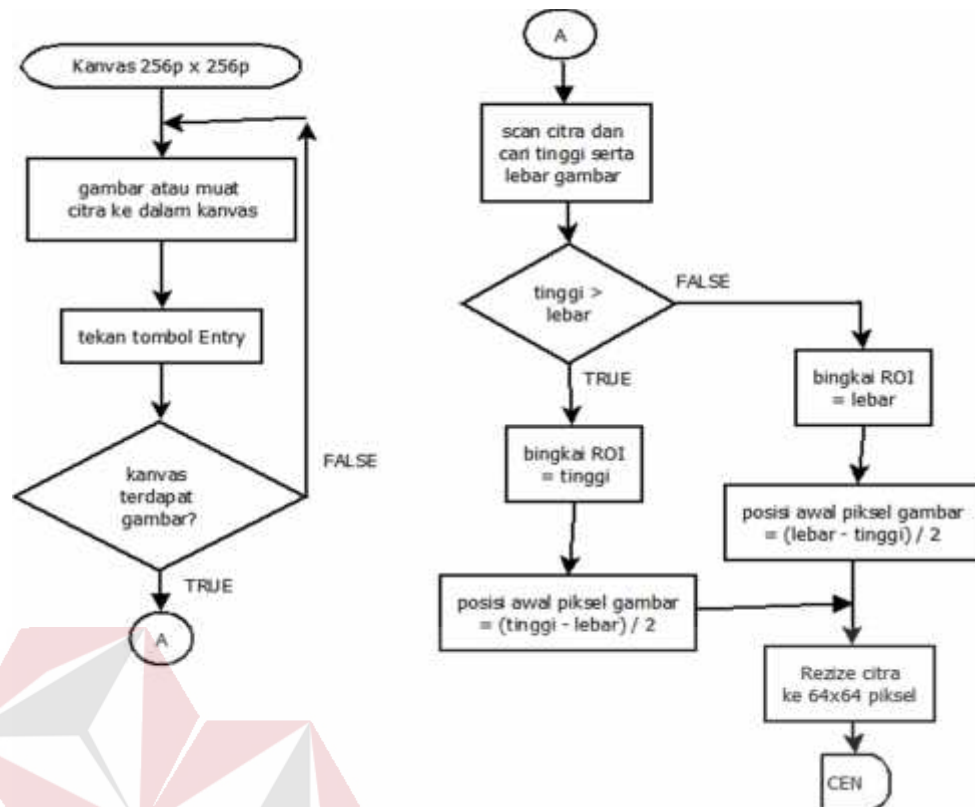 Kanvas 256p x 256p
gambar atau muat
citra ke dalam kanvas
tekan tombol Entry
kanvas
terdapat
gambar?
FALSE
TRUE
A
A
scan citra dan
cari tinggi serta
lebar gambar
tinggi >
lebar
FALSE
TRUE
bingkai ROI
= lebar
bingkai ROI
= tinggi
posisi awal piksel gambar
= (lebar - tinggi) / 2
posisi awal piksel gambar
= (tinggi - lebar) / 2
Rezize citra
ke 64x64 piksel
CEN